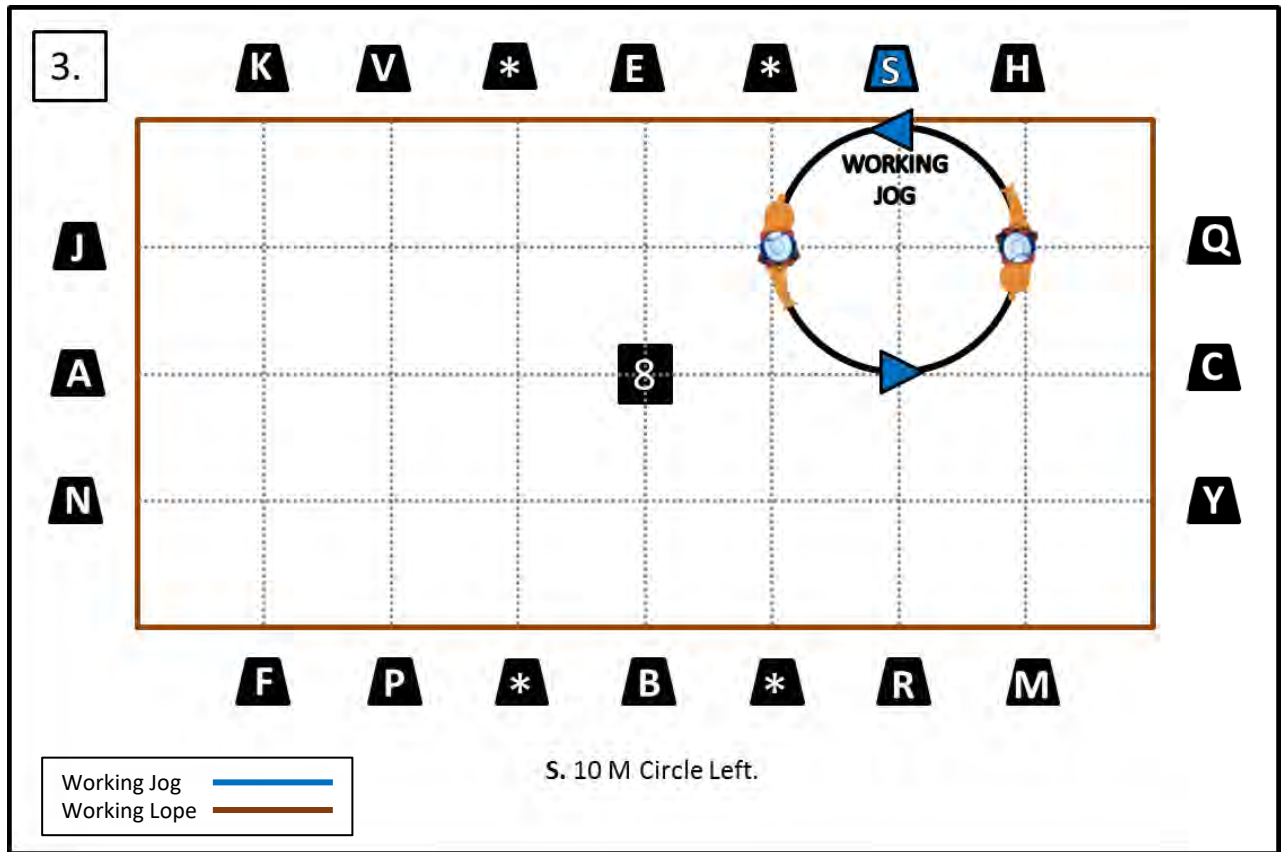 3.
K V * E * S H
WORKING
JOG
J Q
A 8 C
N Y
F P * B * R M
S. 10 M Circle Left.
Working Jog
Working Lope